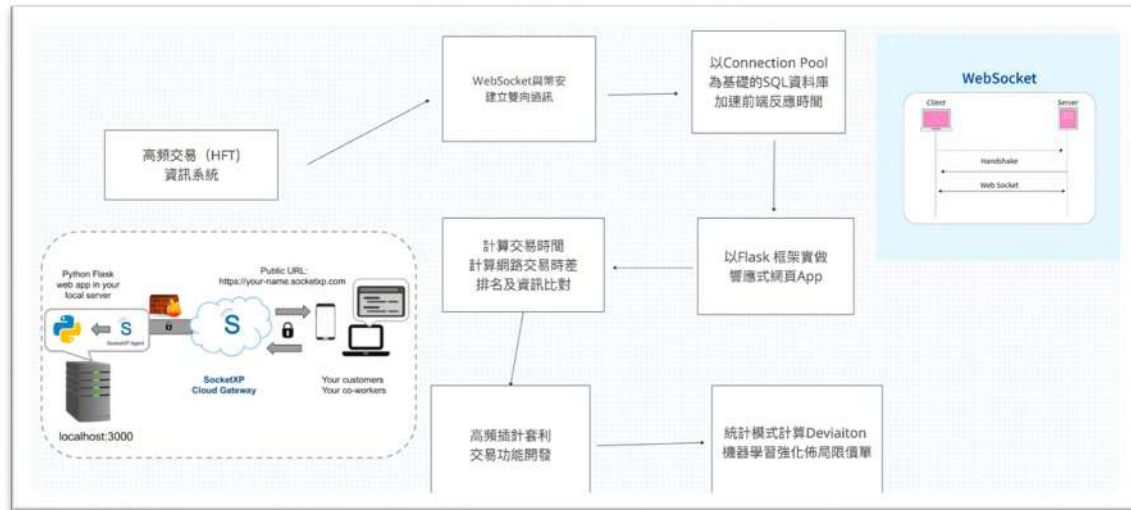 高頻交易（HFT)
資訊系統
WebSocket與幣安
建立雙向通訊
以Connection Pool
為基礎的SQL資料庫
加速前端反應時間
以Flask 框架實做
響應式網頁App
計算交易時間
計算網路交易時差
排名及資訊比對
高頻插針套利
交易功能開發
統計模式計算Deviaiton
機器學習強化佈局限價單
WebSocket
Client
Server
Handshake
Web Socket
Python Flask
web app in your
local server
Public URL:
https://your-name.socketxp.com
S
SocketXP Agent
S
SocketXP
Cloud Gateway
Your customers
Your co-workers
localhost:3000